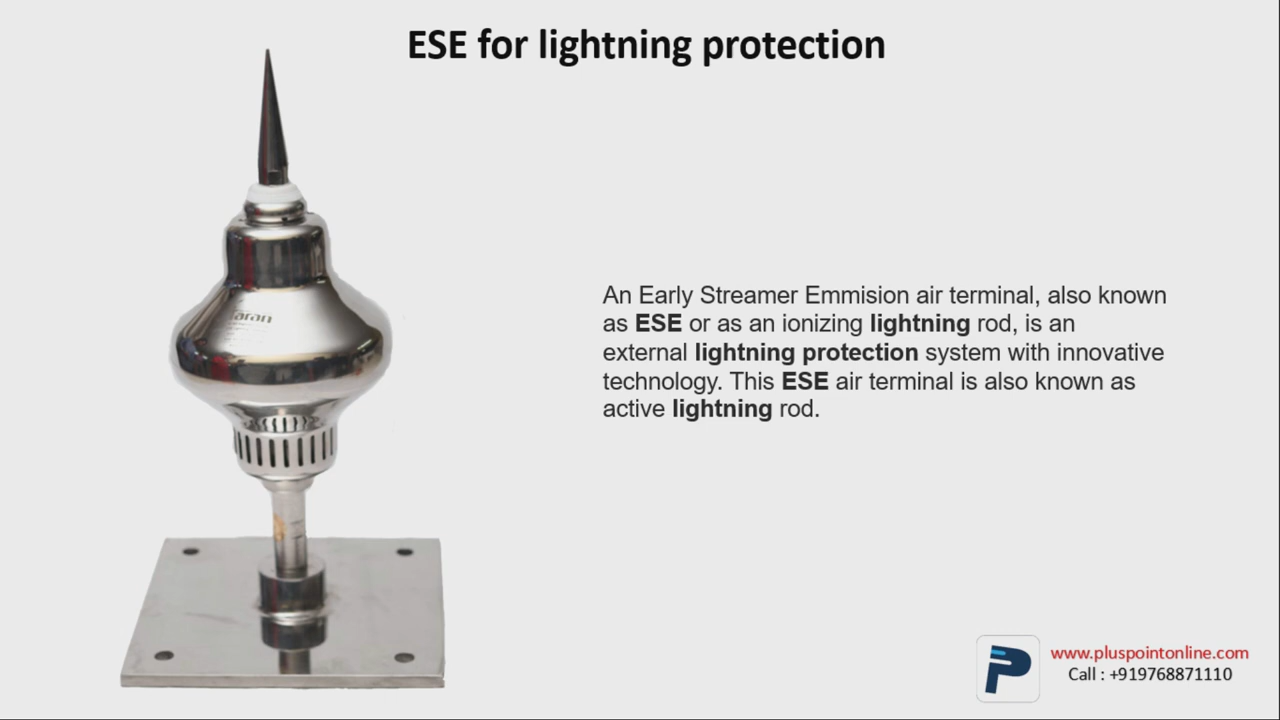 ESE for lightning protection
An Early Streamer Emmision air terminal, also known
as ESE or as an ionizing lightning rod, is an
external lightning protection system with innovative
technology. This ESE air terminal is also known as
active lightning rod.
www.pluspointonline.com
Call : +919768871110